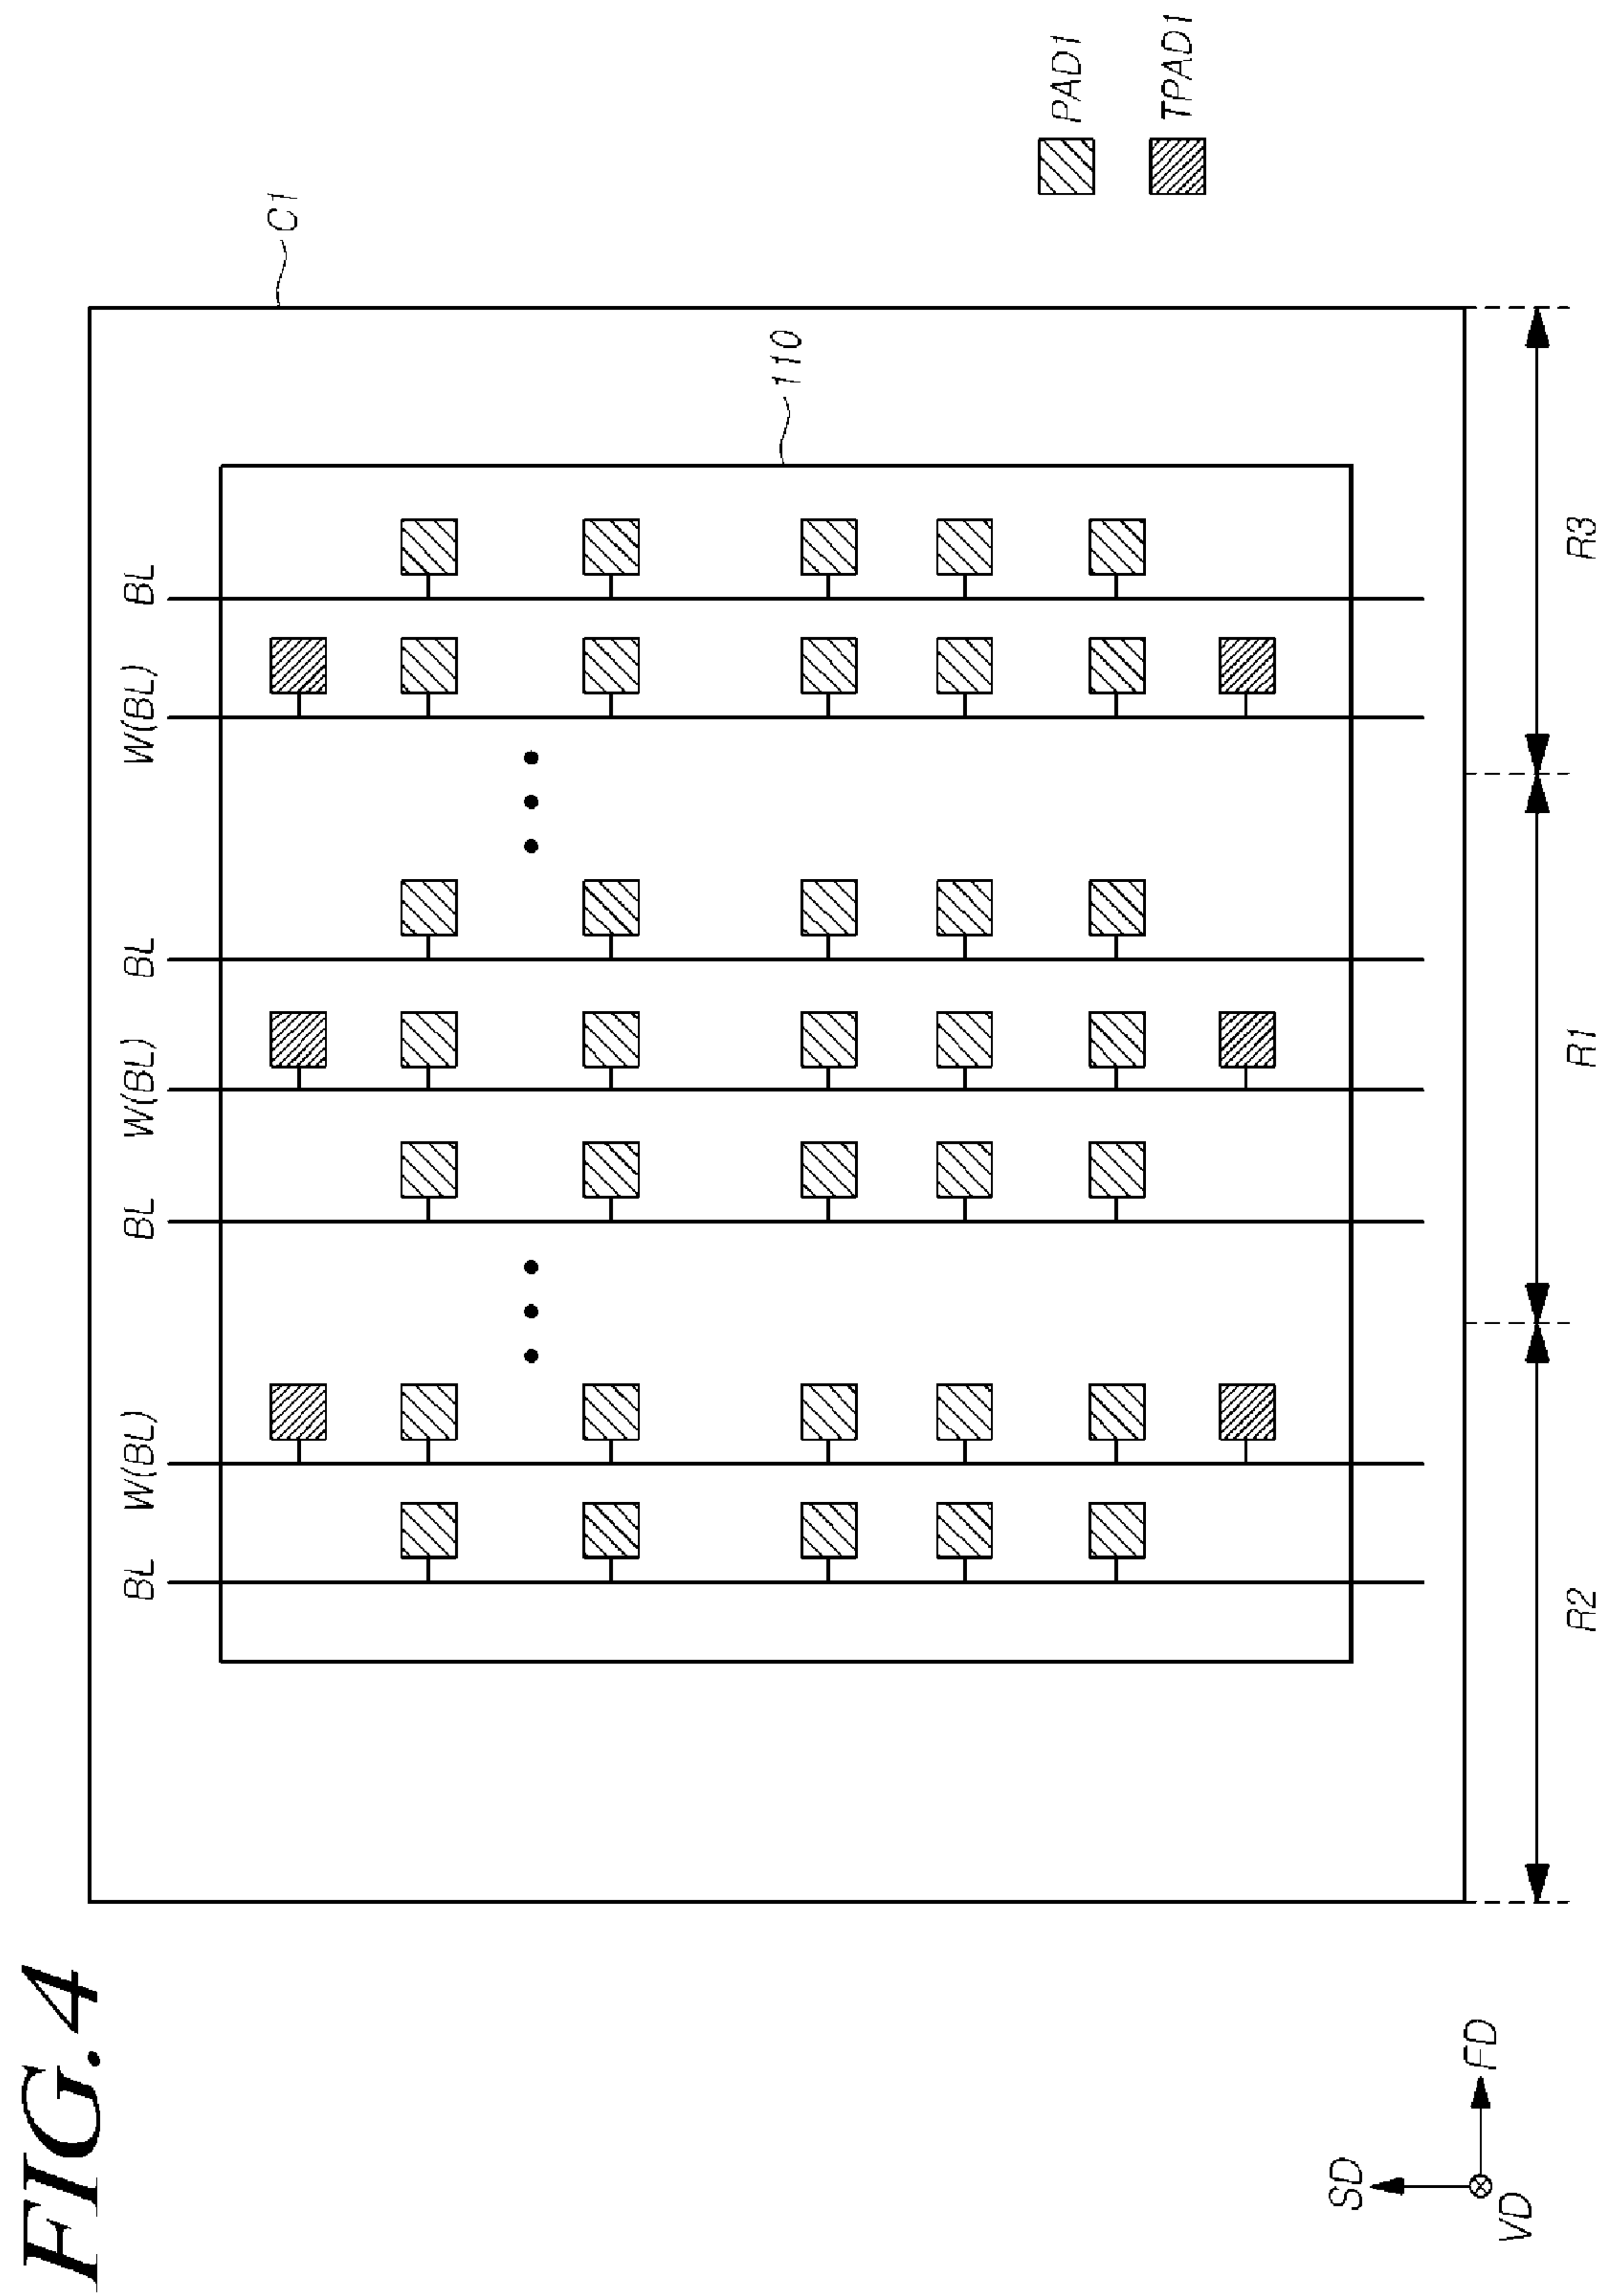 FIG. 4
C1
BL
W(BL)
BL
W(BL)
BL
W(BL)
BL
110
PAD1
TPAD1
R2
R1
R3
SD
FD
VD